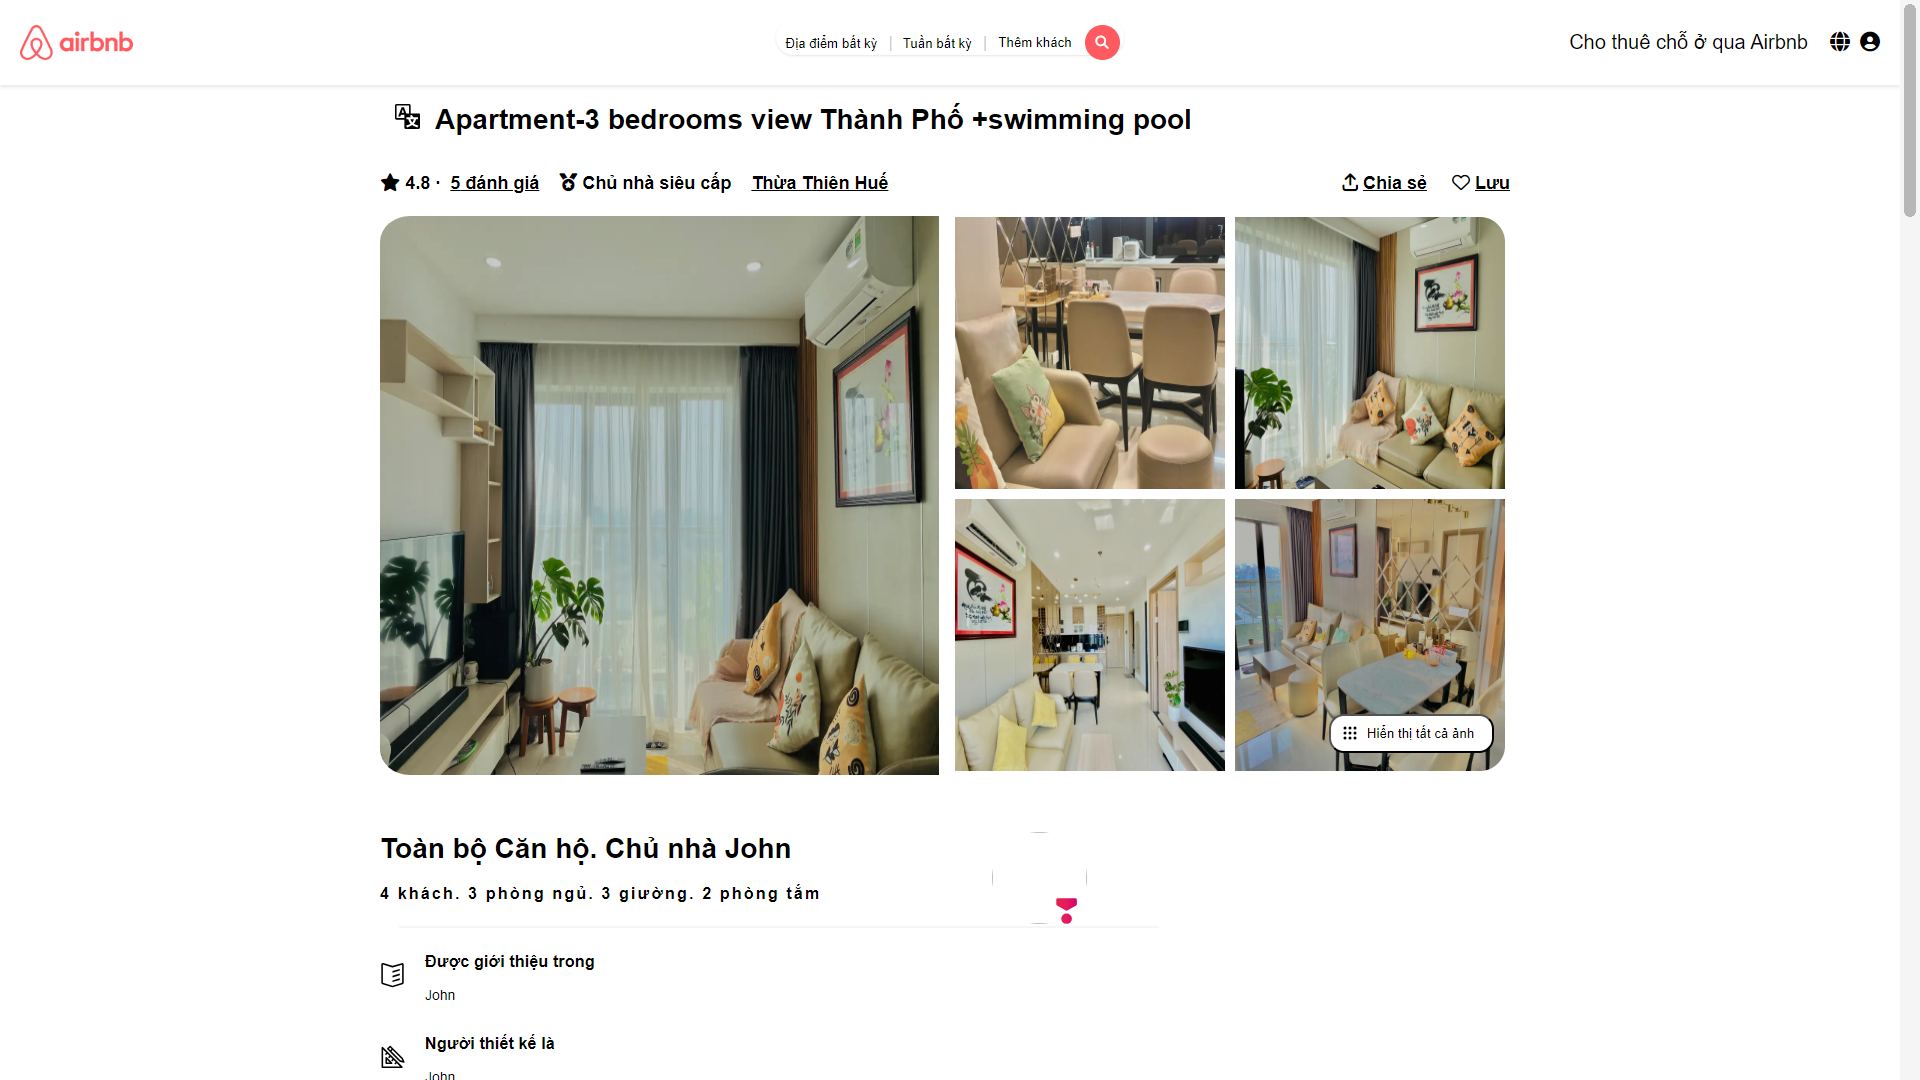 airbnb
Địa điểm bất kỳ | Tuần bất kỳ | Thêm khách
Cho thuê chỗ ở qua Airbnb
Apartment-3 bedrooms view Thành Phố +swimming pool
4.8 · 5 đánh giá Chủ nhà siêu cấp Thừa Thiên Huế
Chia sẻ Lưu
Hiển thị tất cả ảnh
Toàn bộ Căn hộ. Chủ nhà John
4 khách. 3 phòng ngủ. 3 giường. 2 phòng tắm
Được giới thiệu trong
John
Người thiết kế là
John